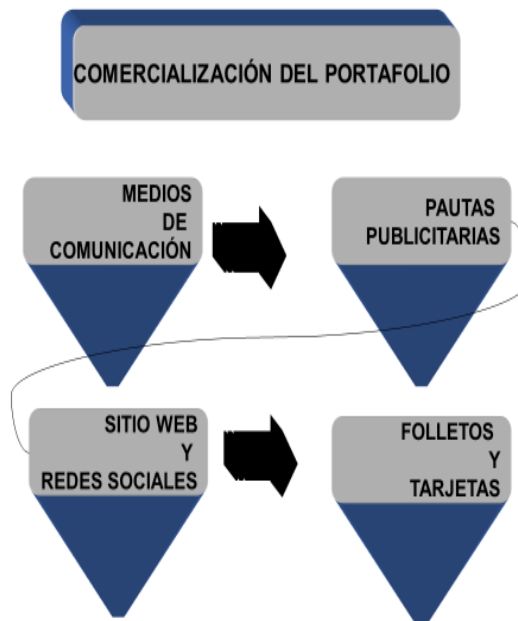 COMERCIALIZACIÓN DEL PORTAFOLIO
MEDIOS
DE
COMUNICACIÓN
PAUTAS
PUBLICITARIAS
SITIO WEB
Y
REDES SOCIALES
FOLLETOS
Y
TARJETAS